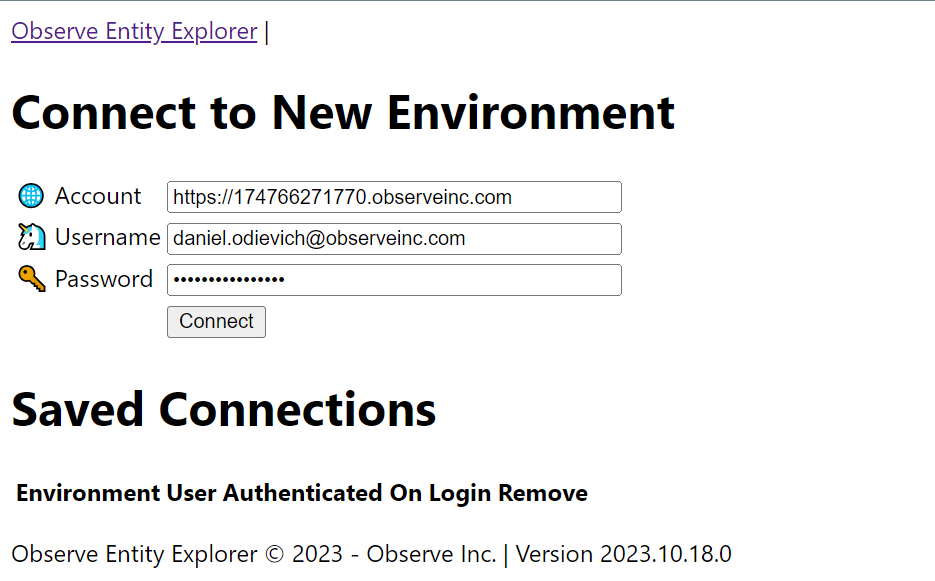 Observe Entity Explorer |
Connect to New Environment
Account https://174766271770.observeinc.com
Username daniel.odievich@observeinc.com
Password ••••••••••••••••
Connect
Saved Connections
Environment User Authenticated On Login Remove
Observe Entity Explorer © 2023 - Observe Inc. | Version 2023.10.18.0